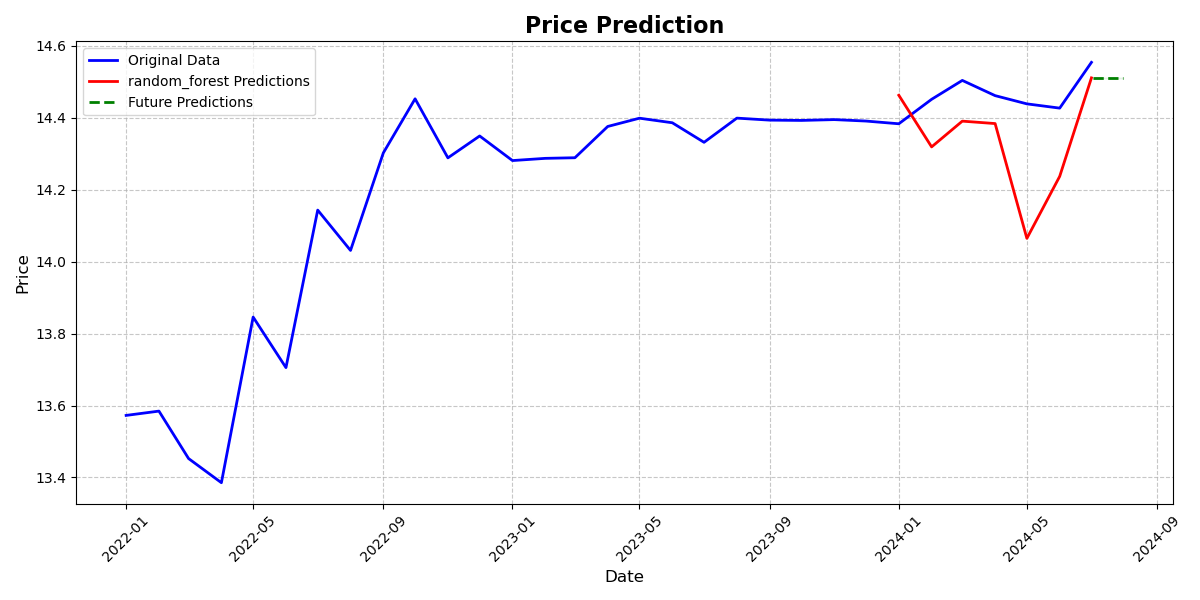 Price Prediction
Original Data
random_forest Predictions
Future Predictions
Price
14.6
14.4
14.2
14.0
13.8
13.6
13.4
2022-01
2022-05
2022-09
2023-01
2023-05
2023-09
2024-01
2024-05
2024-09
Date